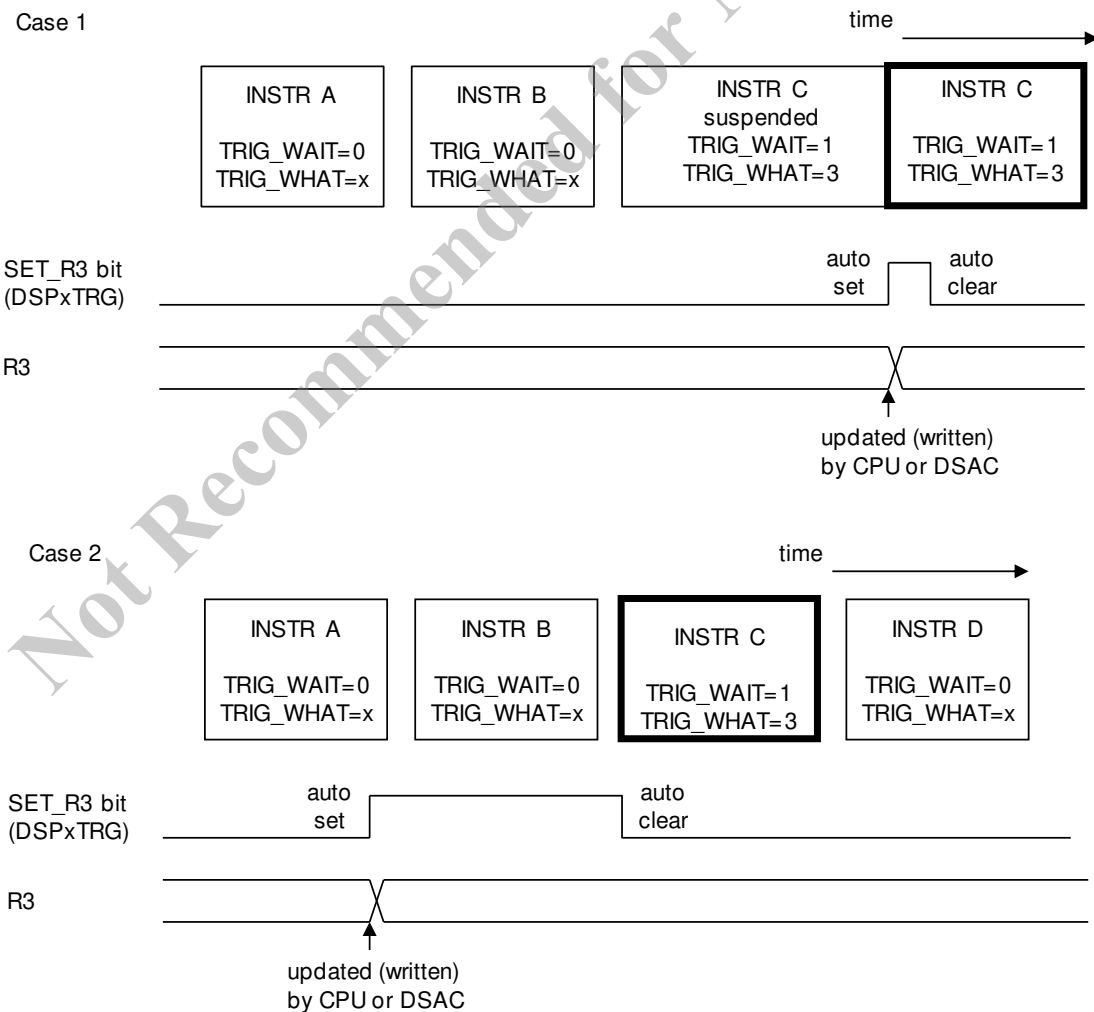 Case 1
time
INSTR A
TRIG_WAIT=0
TRIG_WHAT=x
INSTR B
TRIG_WAIT=0
TRIG_WHAT=x
INSTR C
suspended
TRIG_WAIT=1
TRIG_WHAT=3
INSTR C
TRIG_WAIT=1
TRIG_WHAT=3
SET_R3 bit
(DSPxTRG)
auto
set
auto
clear
R3
updated (written)
by CPU or DSAC
Case 2
time
INSTR A
TRIG_WAIT=0
TRIG_WHAT=x
INSTR B
TRIG_WAIT=0
TRIG_WHAT=x
INSTR C
TRIG_WAIT=1
TRIG_WHAT=3
INSTR D
TRIG_WAIT=0
TRIG_WHAT=x
SET_R3 bit
(DSPxTRG)
auto
set
auto
clear
R3
updated (written)
by CPU or DSAC
Not Recommended for